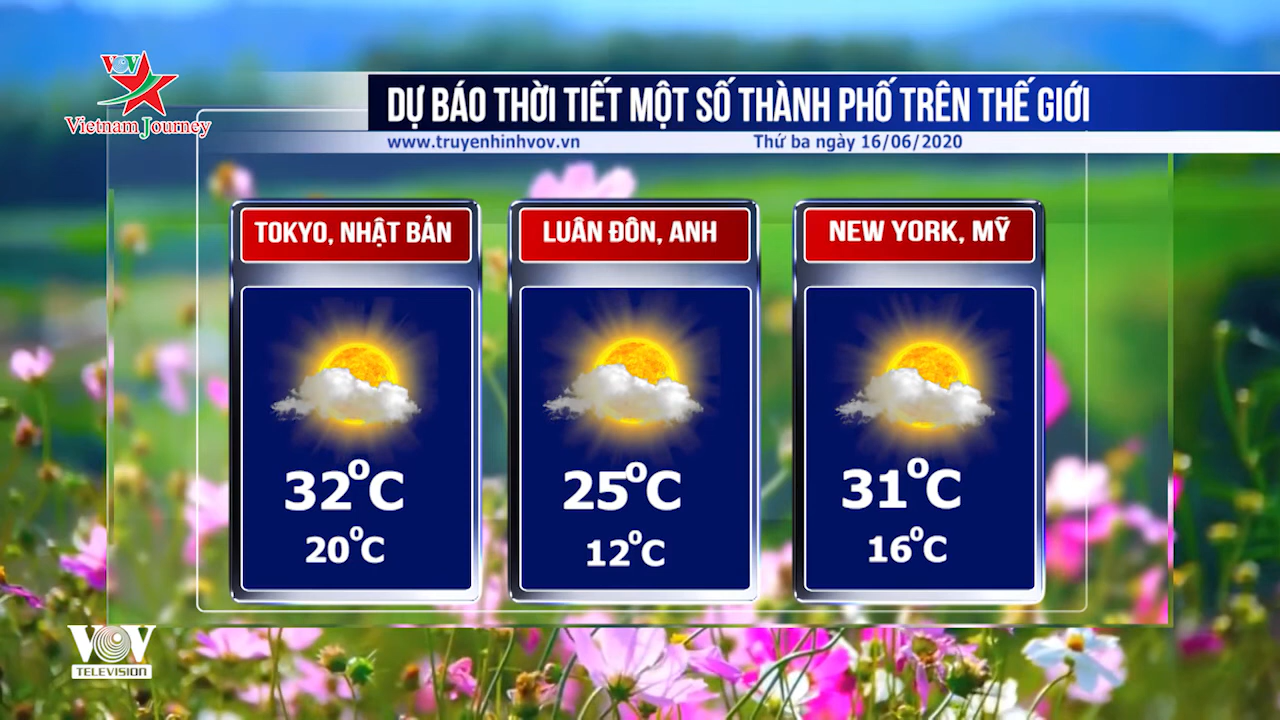 VOV
Vietnam Journey
DỰ BÁO THỜI TIẾT MỘT SỐ THÀNH PHỐ TRÊN THẾ GIỚI
www.truyenhinhvov.vn Thứ ba ngày 16/06/2020
TOKYO, NHẬT BẢN
32°C
20°C
LUÂN ĐÔN, ANH
25°C
12°C
NEW YORK, MỸ
31°C
16°C
VOV
TELEVISION